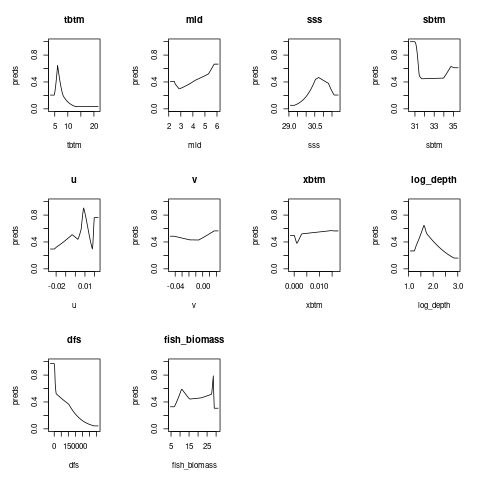 tbtm mld sss sbtm
preds 0.0 0.4 0.8 5 10 20 tbtm
preds 0.0 0.4 0.8 2 3 4 5 6 mld
preds 0.0 0.4 0.8 29.0 30.5 sss
preds 0.0 0.4 0.8 31 33 35 sbtm
u v xbtm log_depth
preds 0.0 0.4 0.8 -0.02 0.01 u
preds 0.0 0.4 0.8 -0.04 0.00 v
preds 0.0 0.4 0.8 0.000 0.010 xbtm
preds 0.0 0.4 0.8 1.0 2.0 3.0 log_depth
dfs fish_biomass
preds 0.0 0.4 0.8 0 150000 dfs
preds 0.0 0.4 0.8 5 15 25 fish_biomass